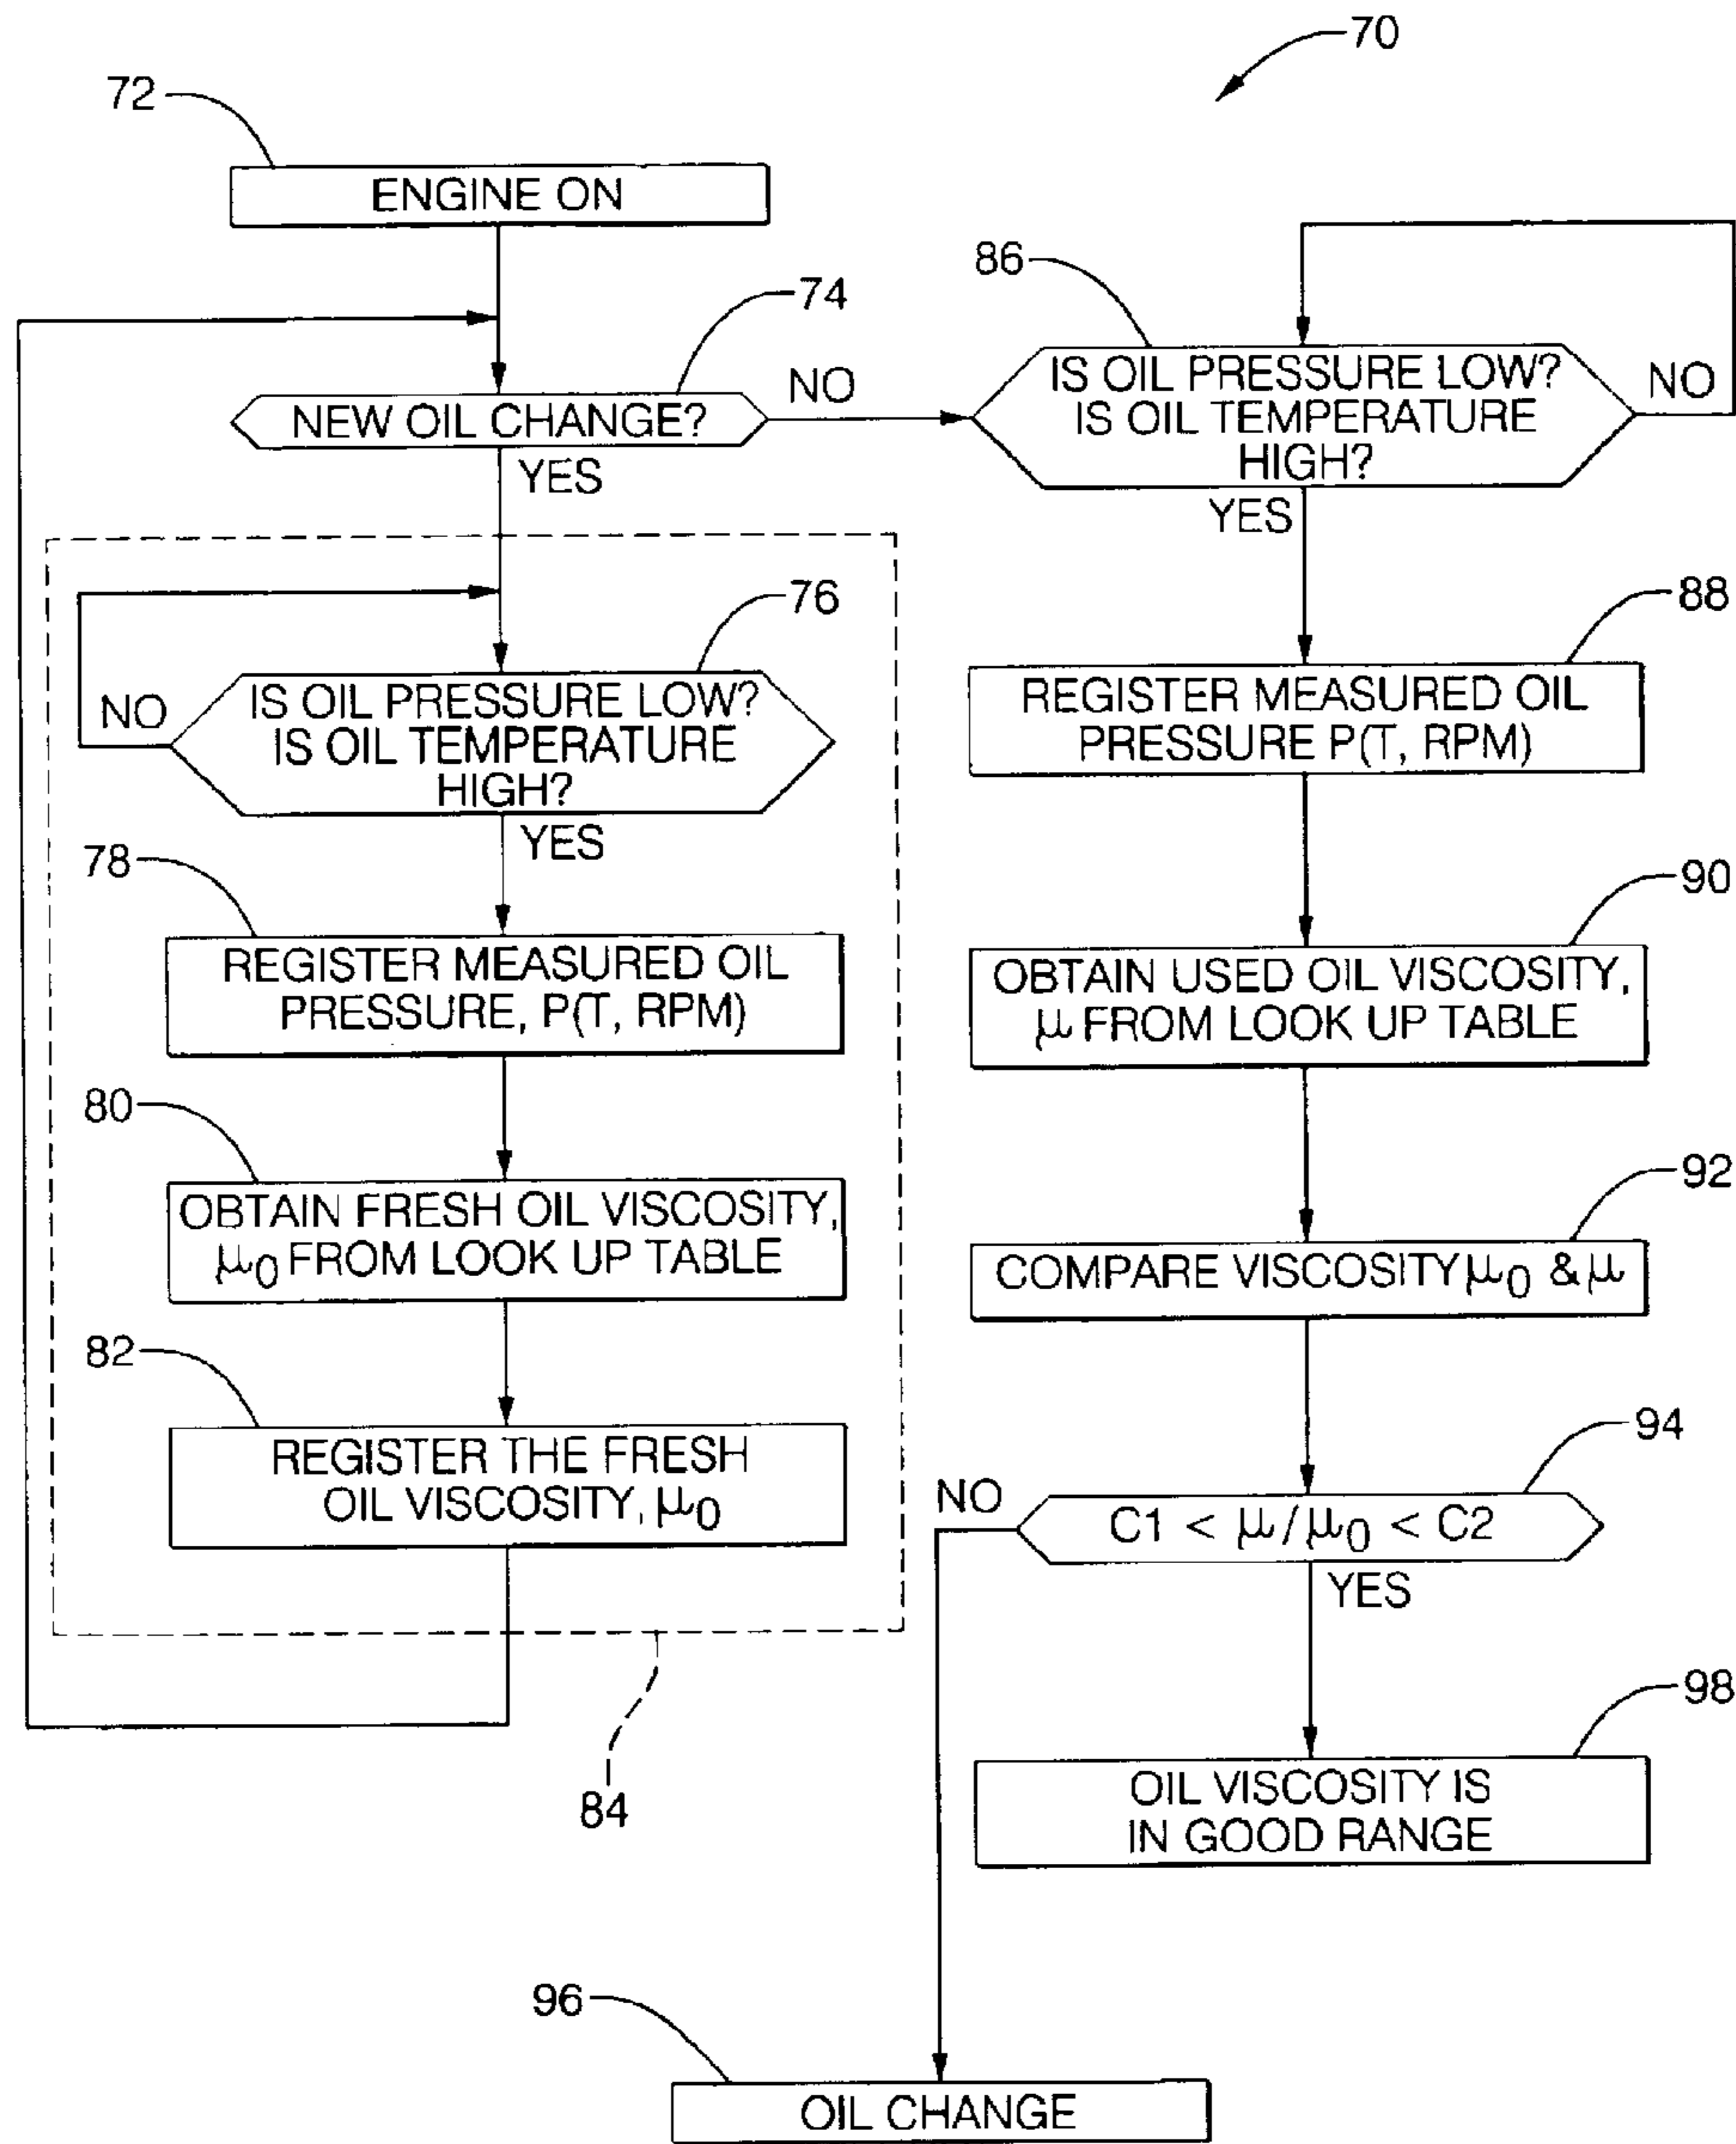 70
72
ENGINE ON
74
NEW OIL CHANGE?
NO
YES
76
IS OIL PRESSURE LOW?
IS OIL TEMPERATURE
HIGH?
NO
YES
78
REGISTER MEASURED OIL
PRESSURE, P(T, RPM)
80
OBTAIN FRESH OIL VISCOSITY,
μ₀ FROM LOOK UP TABLE
82
REGISTER THE FRESH
OIL VISCOSITY, μ₀
84
86
IS OIL PRESSURE LOW?
IS OIL TEMPERATURE
HIGH?
NO
YES
88
REGISTER MEASURED OIL
PRESSURE P(T, RPM)
90
OBTAIN USED OIL VISCOSITY,
μ FROM LOOK UP TABLE
92
COMPARE VISCOSITY μ₀ & μ
94
C1 < μ/μ₀ < C2
NO
YES
98
OIL VISCOSITY IS
IN GOOD RANGE
96
OIL CHANGE